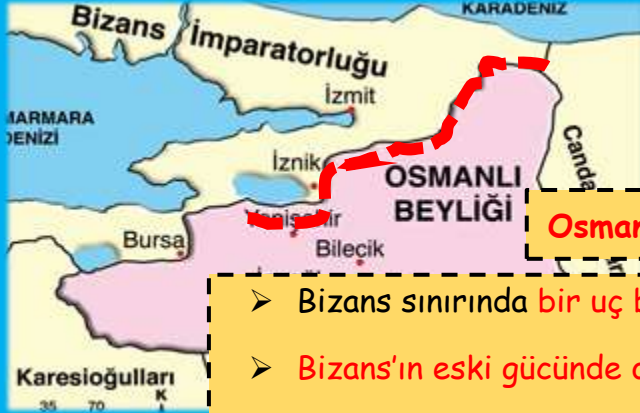 KARADENİZ
Bizans İmparatorluğu
İzmit
MARMARA
DENİZİ
İznik
OSMANLI
BEYLİĞİ
Yenişehir
Bursa
Bilecik
Karesioğulları
K
35 70
Bizans sınırında bir uç
Bizans'ın eski gücünde